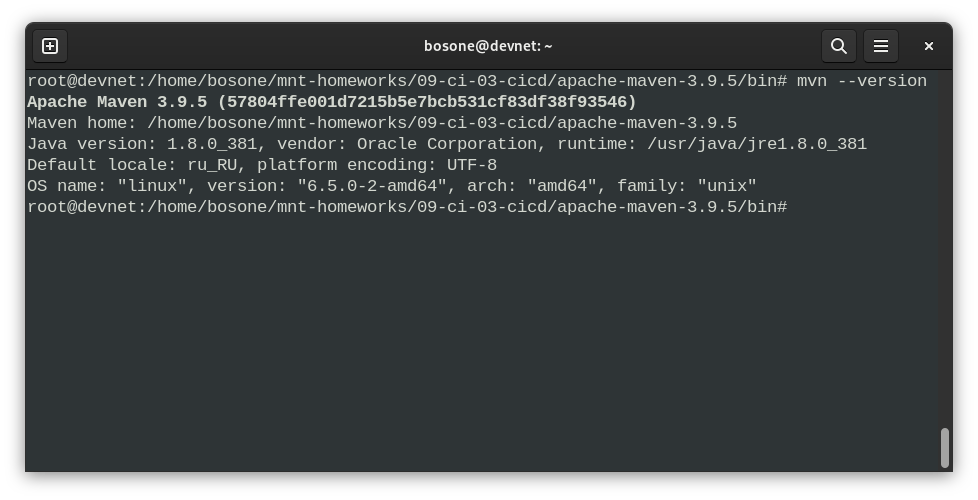 bosone@devnet: ~
root@devnet:/home/bosone/mnt-homeworks/09-ci-03-cicd/apache-maven-3.9.5/bin# mvn --version
Apache Maven 3.9.5 (57804ffe001d7215b5e7bcb531cf83df38f93546)
Maven home: /home/bosone/mnt-homeworks/09-ci-03-cicd/apache-maven-3.9.5
Java version: 1.8.0_381, vendor: Oracle Corporation, runtime: /usr/java/jre1.8.0_381
Default locale: ru_RU, platform encoding: UTF-8
OS name: "linux", version: "6.5.0-2-amd64", arch: "amd64", family: "unix"
root@devnet:/home/bosone/mnt-homeworks/09-ci-03-cicd/apache-maven-3.9.5/bin#